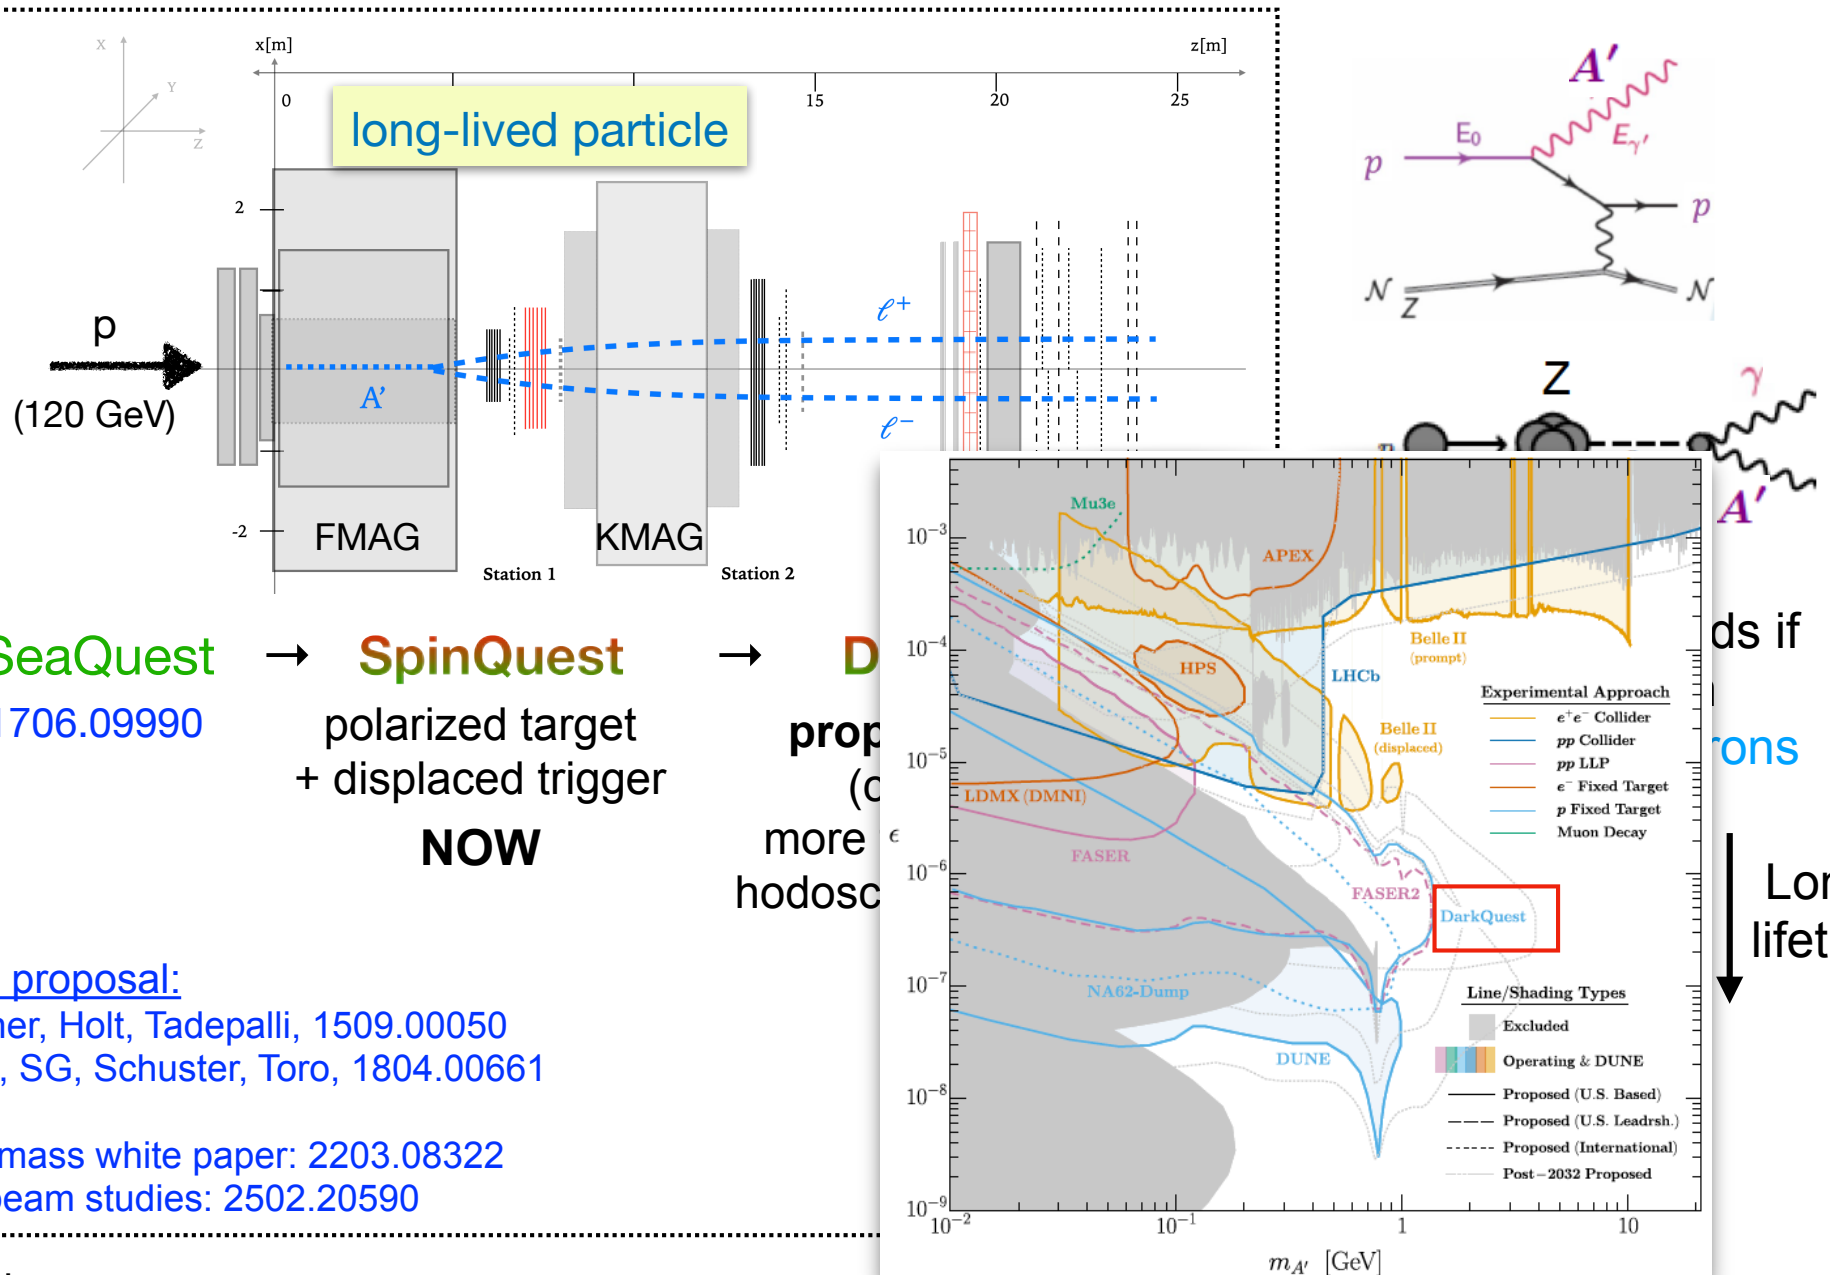 X
Y
Z
x[m]
z[m]
0
15
20
25
long-lived particle
2
-2
p
(120 GeV)
A'
ℓ+
ℓ−
FMAG
KMAG
Station 1
Station 2
A′
E0
Eγ′
p
p
N
Z
N
Z
γ
A′
SeaQuest → SpinQuest → D
1706.09990
polarized target
+ displaced trigger
NOW
prop
(c
more
hodosc
proposal:
ner, Holt, Tadepalli, 1509.00050
, SG, Schuster, Toro, 1804.00661
mass white paper: 2203.08322
beam studies: 2502.20590
ds if
rons
Lon
lifet
Mu3e
APEX
HPS
LHCb
Belle II
(prompt)
Belle II
(displaced)
LDMX (DMNI)
FASER
FASER2
DarkQuest
NA62-Dump
DUNE
Experimental Approach
e+e− Collider
pp Collider
pp LLP
e− Fixed Target
p Fixed Target
Muon Decay
Line/Shading Types
Excluded
Operating & DUNE
Proposed (U.S. Based)
Proposed (U.S. Leadrsh.)
Proposed (International)
Post−2032 Proposed
ϵ
10−3
10−4
10−5
10−6
10−7
10−8
10−9
10−2
10−1
1
10
mA′ [GeV]